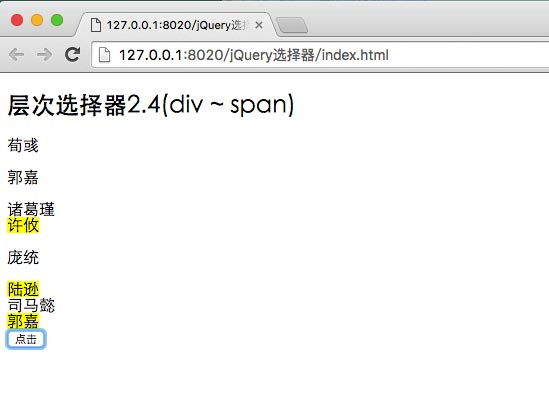 127.0.0.1:8020/jQuery选
127.0.0.1:8020/jQuery选择器/index.html
层次选择器2.4(div ~ span)
荀彧
郭嘉
诸葛瑾
许攸
庞统
陆逊
司马懿
郭嘉
点击